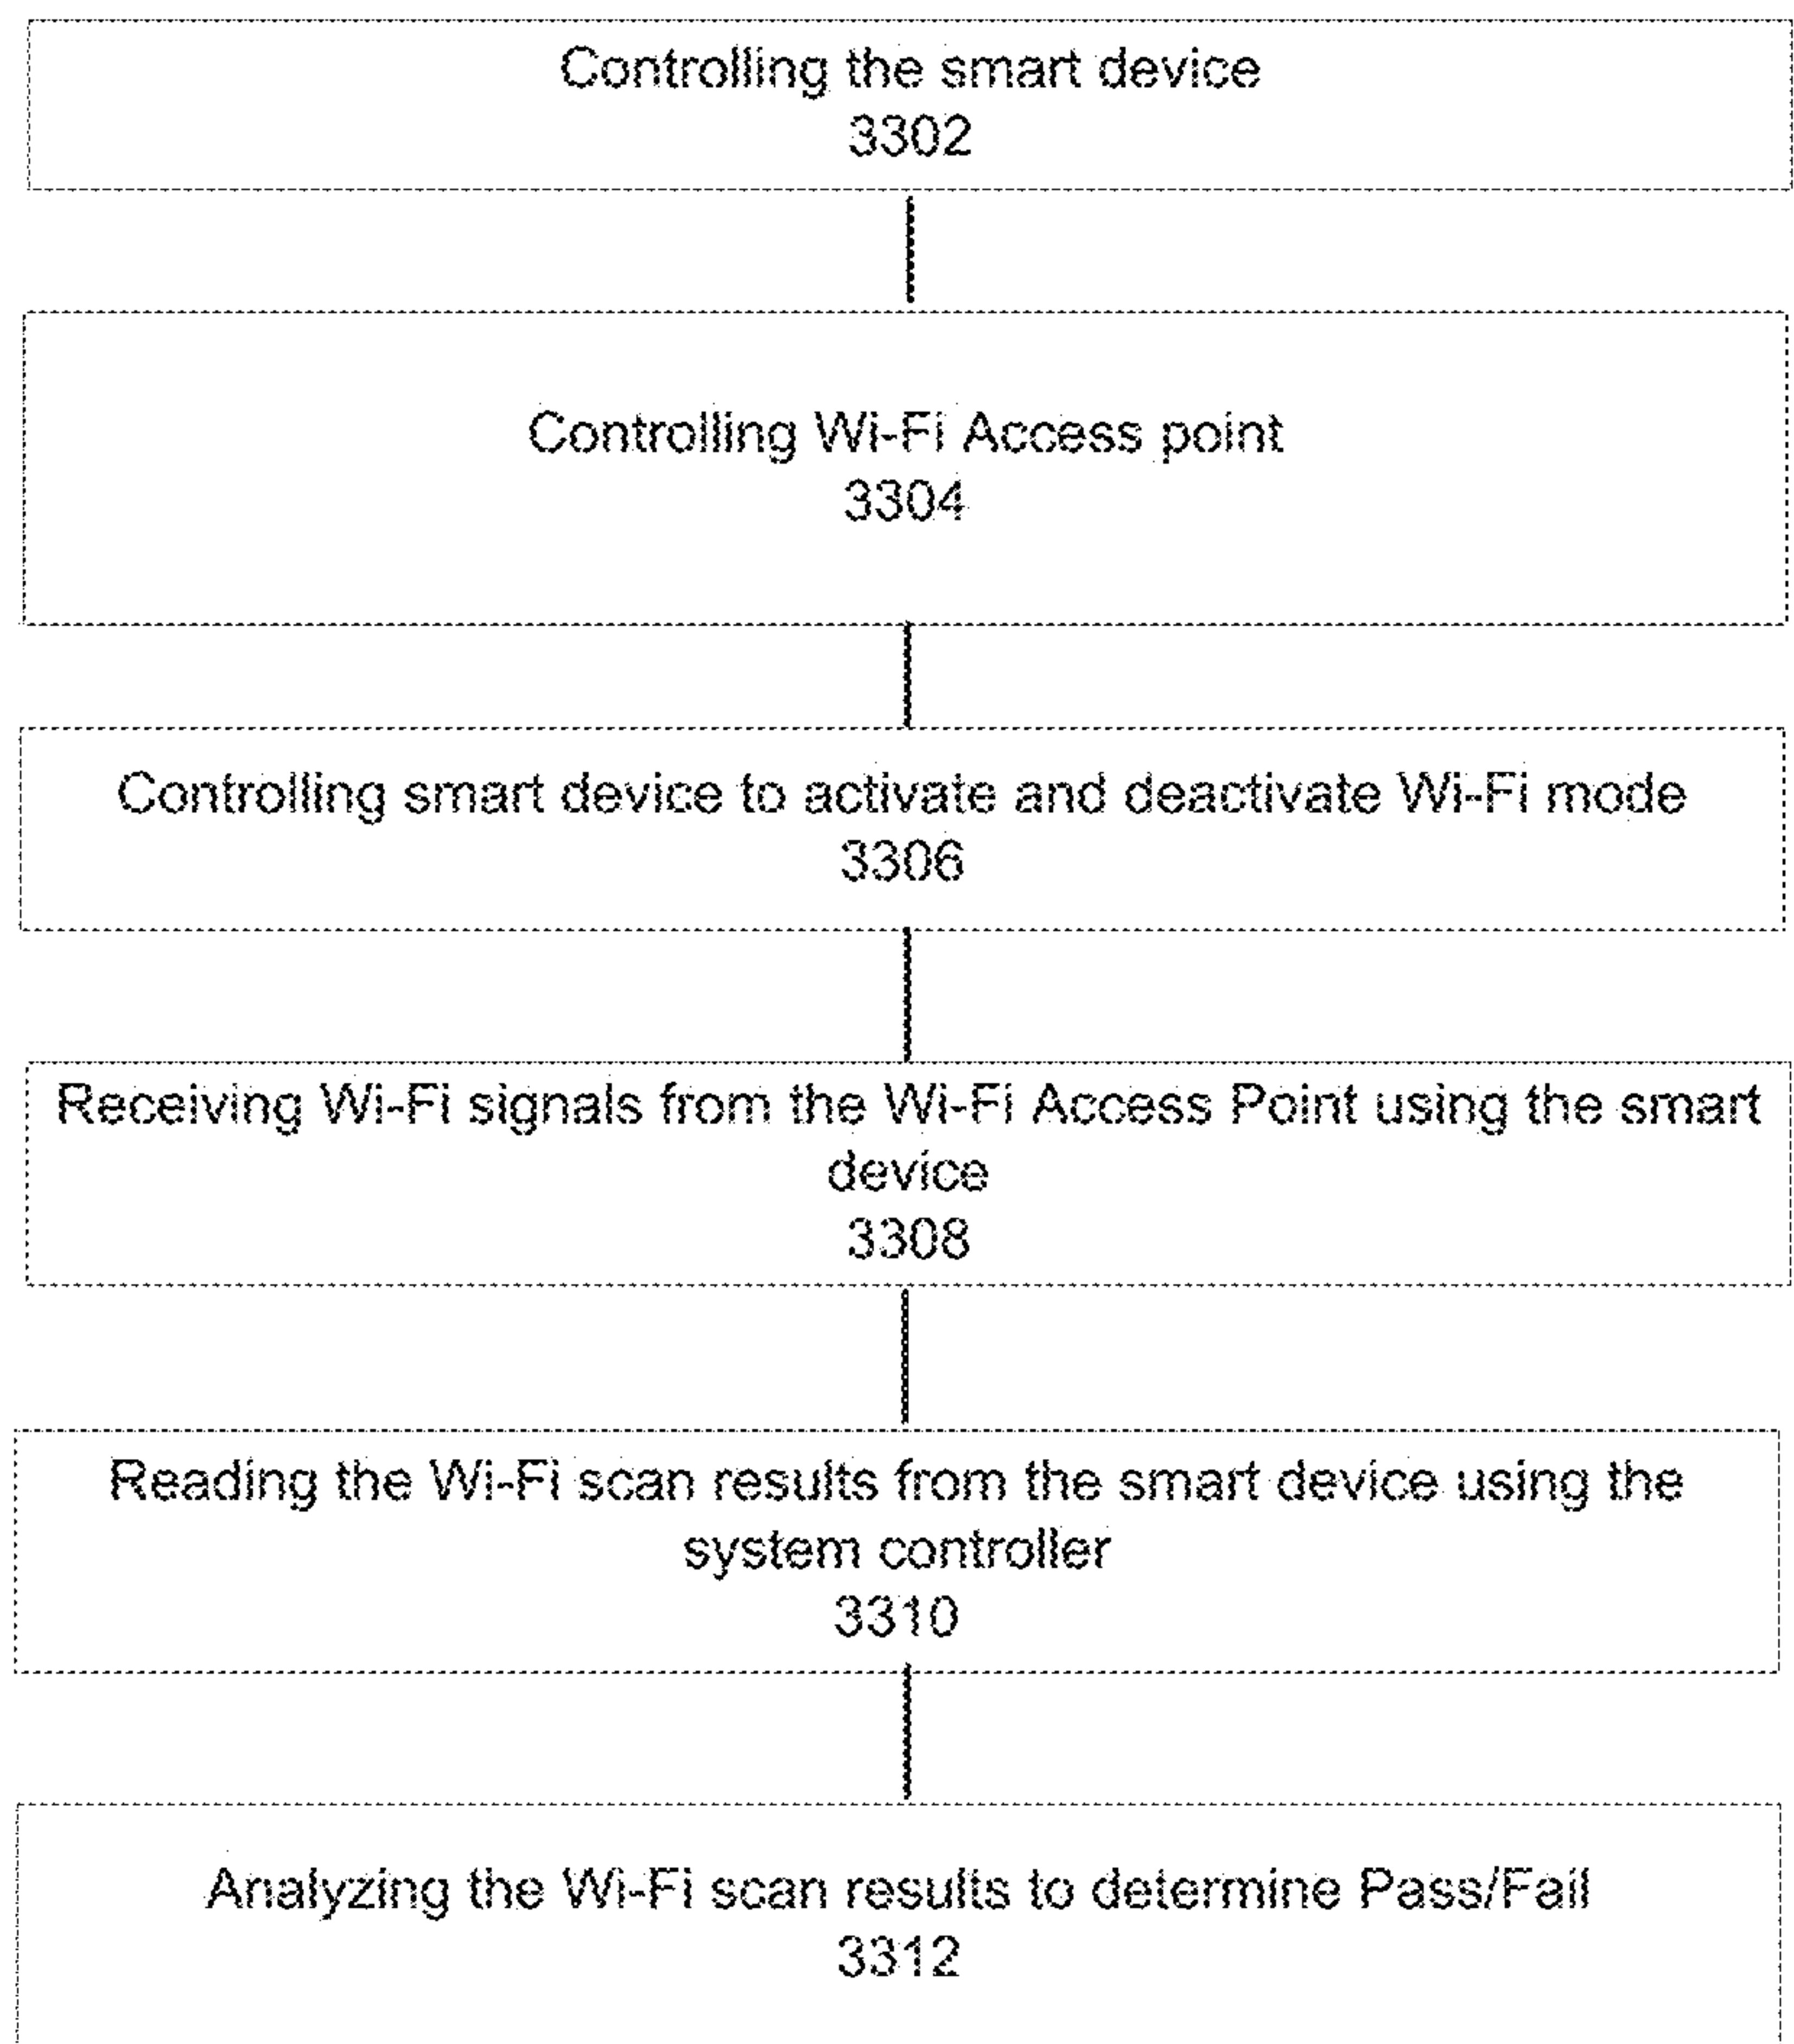 Controlling the smart device
3302
Controlling Wi-Fi Access point
3304
Controlling smart device to activate and deactivate Wi-Fi mode
3306
Receiving Wi-Fi signals from the Wi-Fi Access Point using the smart
device
3308
Reading the Wi-Fi scan results from the smart device using the
system controller
3310
Analyzing the Wi-Fi scan results to determine Pass/Fail
3312